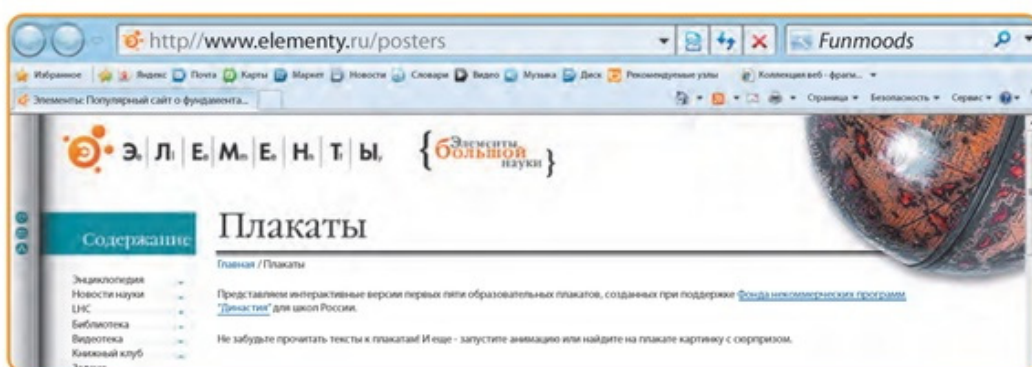 http//www.elementy.ru/posters
Funmoods
Избранное Яндекс Почта Карты Маркет Новости Словари Видео Музыка Диск Рекомендуемые узлы Коллекция веб - фрагм...
Элементы: Популярный сайт о фундамента... Страница Безопасность Сервис
Э Л Е М Е Н Т Ы
{Элементы
большой
науки}
Содержание
Плакаты
Главная / Плакаты
Энциклопедия
Новости науки
LHC
Библиотека
Видеотека
Книжный клуб
Представляем интерактивные версии первых пяти образовательных плакатов, созданных при поддержке Фонда некоммерческих программ
"Династия" для школ России.
Не забудьте прочитать тексты к плакатам! И еще - запустите анимацию или найдите на плакате картинку с сюрпризом.